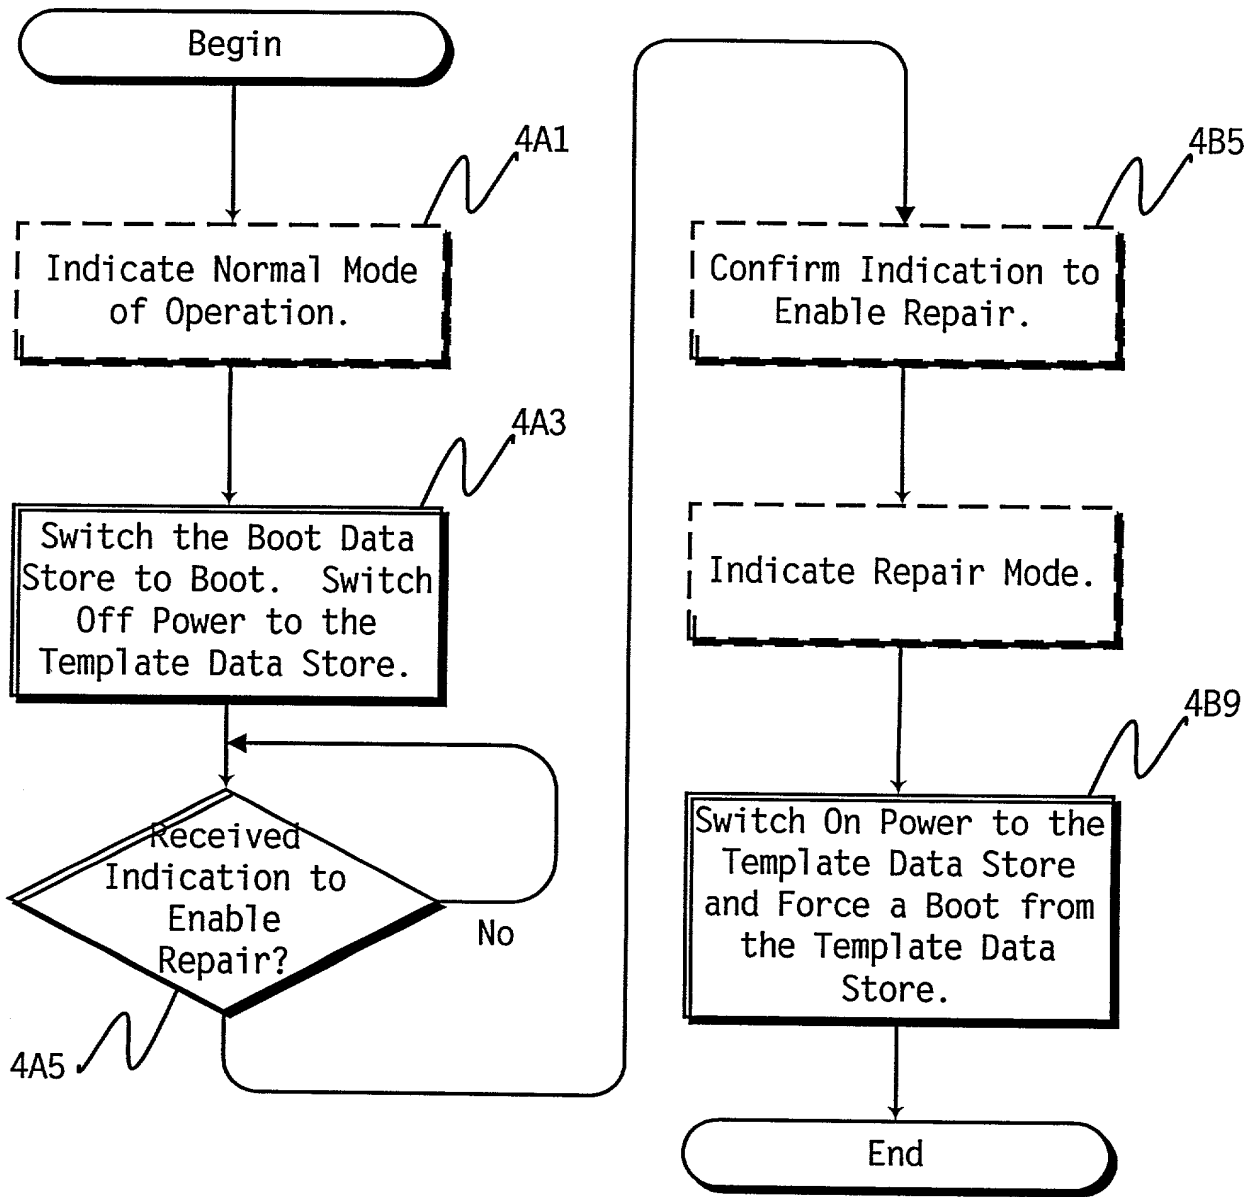 Begin
4A1
Indicate Normal Mode
of Operation.
4A3
Switch the Boot Data
Store to Boot.  Switch
Off Power to the
Template Data Store.
Received
Indication to
Enable
Repair?
No
4A5
4B5
Confirm Indication to
Enable Repair.
Indicate Repair Mode.
4B9
Switch On Power to the
Template Data Store
and Force a Boot from
the Template Data
Store.
End